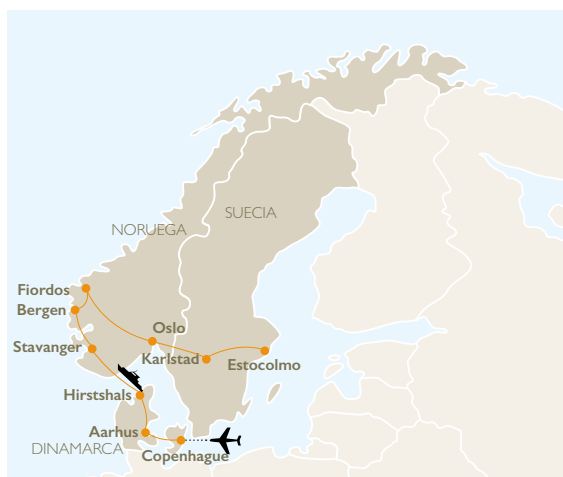 NORUEGA
SUECIA
Fiordos
Bergen
Oslo
Stavanger
Karlstad
Estocolmo
Hirstshals
Aarhus
DINAMARCA
Copenhague